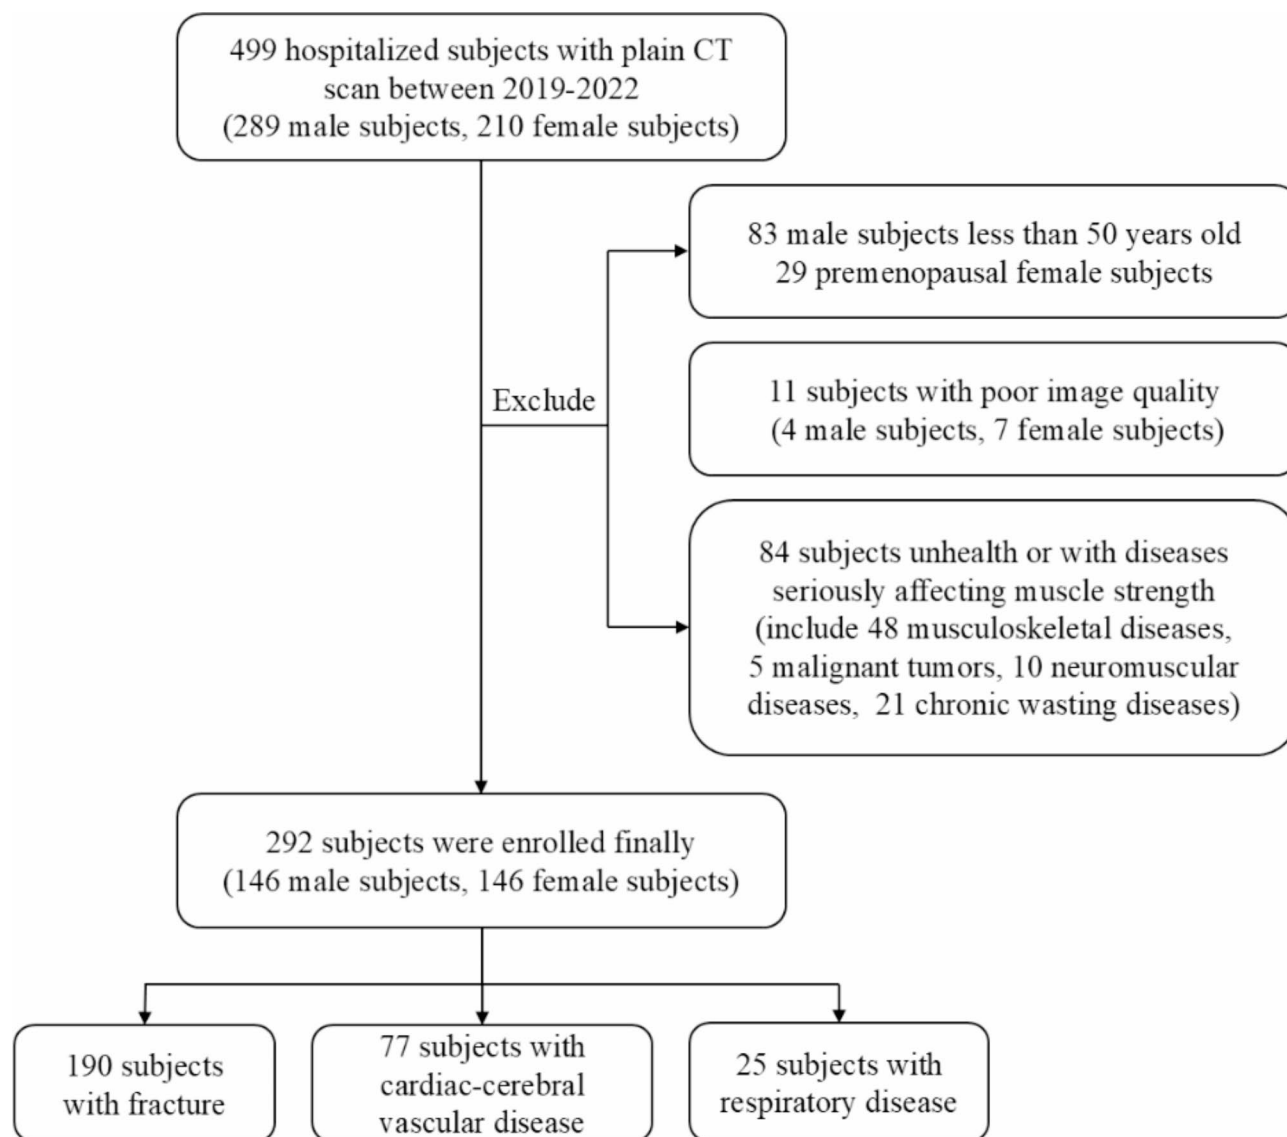 499 hospitalized subjects with plain CT
scan between 2019-2022
(289 male subjects, 210 female subjects)
83 male subjects less than 50 years old
29 premenopausal female subjects
Exclude
11 subjects with poor image quality
(4 male subjects, 7 female subjects)
84 subjects unhealth or with diseases
seriously affecting muscle strength
(include 48 musculoskeletal diseases,
5 malignant tumors, 10 neuromuscular
diseases, 21 chronic wasting diseases)
292 subjects were enrolled finally
(146 male subjects, 146 female subjects)
190 subjects
with fracture
77 subjects with
cardiac-cerebral
vascular disease
25 subjects with
respiratory disease